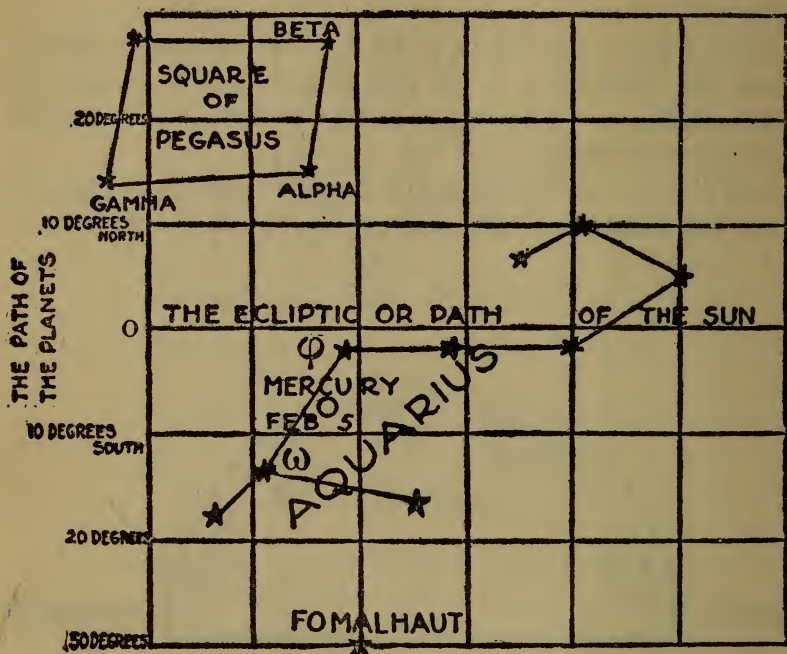 BETA
SQUARE
OF
20 DEGREES
PEGASUS
GAMMA
ALPHA
10 DEGREES
NORTH
THE PATH OF
THE PLANETS
0
THE ECLIPTIC OR PATH OF THE SUN
φ
MERCURY
FEB 5
AQUARIUS
10 DEGREES
SOUTH
ω
20 DEGREES
FOMALHAUT
30 DEGREES